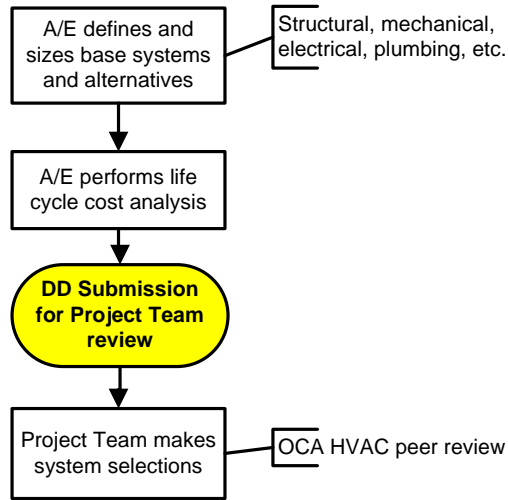 A/E defines and
sizes base systems
and alternatives
Structural, mechanical,
electrical, plumbing, etc.
A/E performs life
cycle cost analysis
DD Submission
for Project Team
review
Project Team makes
system selections
OCA HVAC peer review